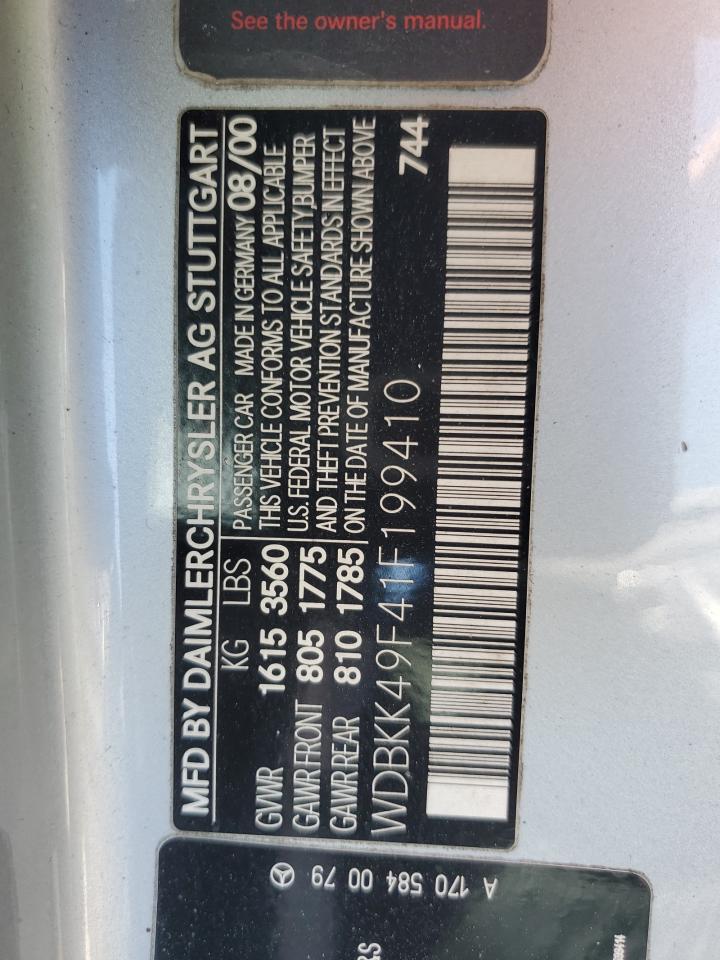 See the owner's manual.
MFD BY DAIMLERCHRYSLER AG STUTTGART
KG LBS
GVWR 1615 3560
GAWR FRONT 805 1775
GAWR REAR 810 1785
PASSENGER CAR MADE IN GERMANY 08/00
THIS VEHICLE CONFORMS TO ALL APPLICABLE
U.S. FEDERAL MOTOR VEHICLE SAFETY,BUMPER
AND THEFT PREVENTION STANDARDS IN EFFECT
ON THE DATE OF MANUFACTURE SHOWN ABOVE
WDBKK49F41F199410
744
A 170 584 00 79